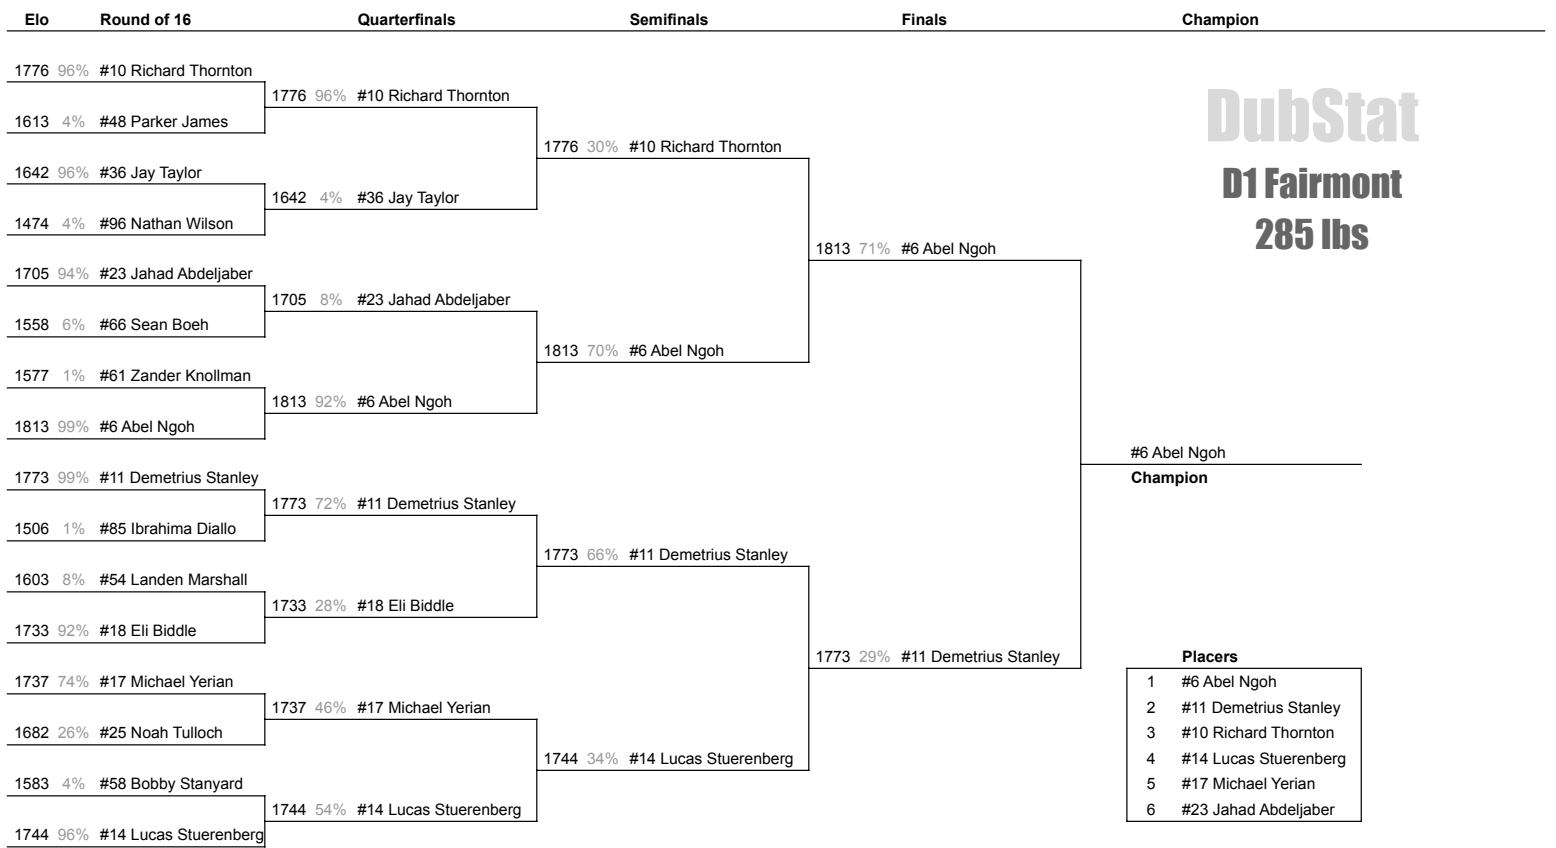 Elo Round of 16 Quarterfinals Semifinals Finals Champion
DubStat
D1 Fairmont
285 lbs
1776 96% #10 Richard Thornton
1776 96% #10 Richard Thornton
1613 4% #48 Parker James
1776 30% #10 Richard Thornton
1642 96% #36 Jay Taylor
1642 4% #36 Jay Taylor
1474 4% #96 Nathan Wilson
1813 71% #6 Abel Ngoh
1705 94% #23 Jahad Abdeljaber
1705 8% #23 Jahad Abdeljaber
1558 6% #66 Sean Boeh
1813 70% #6 Abel Ngoh
1577 1% #61 Zander Knollman
1813 92% #6 Abel Ngoh
1813 99% #6 Abel Ngoh
#6 Abel Ngoh
Champion
1773 99% #11 Demetrius Stanley
1773 72% #11 Demetrius Stanley
1506 1% #85 Ibrahima Diallo
1773 66% #11 Demetrius Stanley
1603 8% #54 Landen Marshall
1733 28% #18 Eli Biddle
1733 92% #18 Eli Biddle
1773 29% #11 Demetrius Stanley
1737 74% #17 Michael Yerian
1737 46% #17 Michael Yerian
1682 26% #25 Noah Tulloch
1744 34% #14 Lucas Stuerenberg
1583 4% #58 Bobby Stanyard
1744 54% #14 Lucas Stuerenberg
1744 96% #14 Lucas Stuerenberg
Placers
1 #6 Abel Ngoh
2 #11 Demetrius Stanley
3 #10 Richard Thornton
4 #14 Lucas Stuerenberg
5 #17 Michael Yerian
6 #23 Jahad Abdeljaber